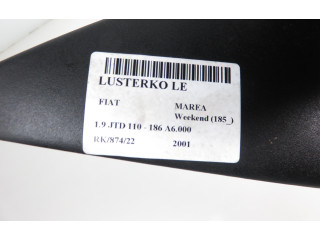 LUSTERKO LE
FIAT MAREA
Weekend (185_)
1.9 JTD 110 - 186 A6.000
RK/874/22 2001